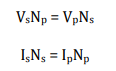 VₛNₚ = VₚNₛ
IₛNₛ = IₚNₚ